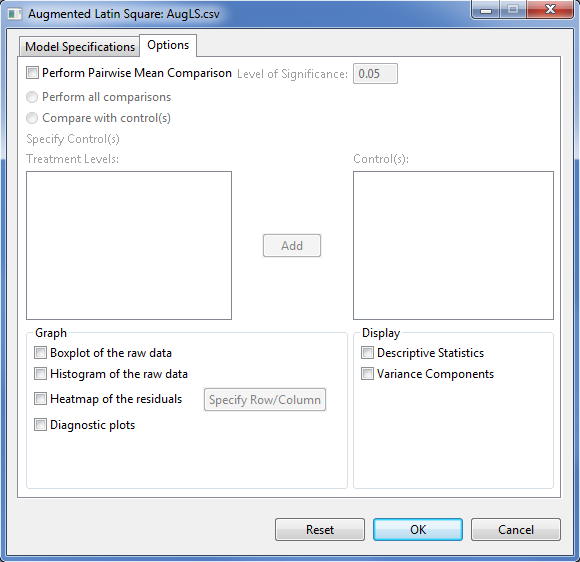 Augmented Latin Square: AugLS.csv
Model Specifications Options
Perform Pairwise Mean Comparison Level of Significance: 0.05
Perform all comparisons
Compare with control(s)
Specify Control(s)
Treatment Levels: Control(s):
Add
Graph Display
Boxplot of the raw data Descriptive Statistics
Histogram of the raw data Variance Components
Heatmap of the residuals Specify Row/Column
Diagnostic plots
Reset OK Cancel